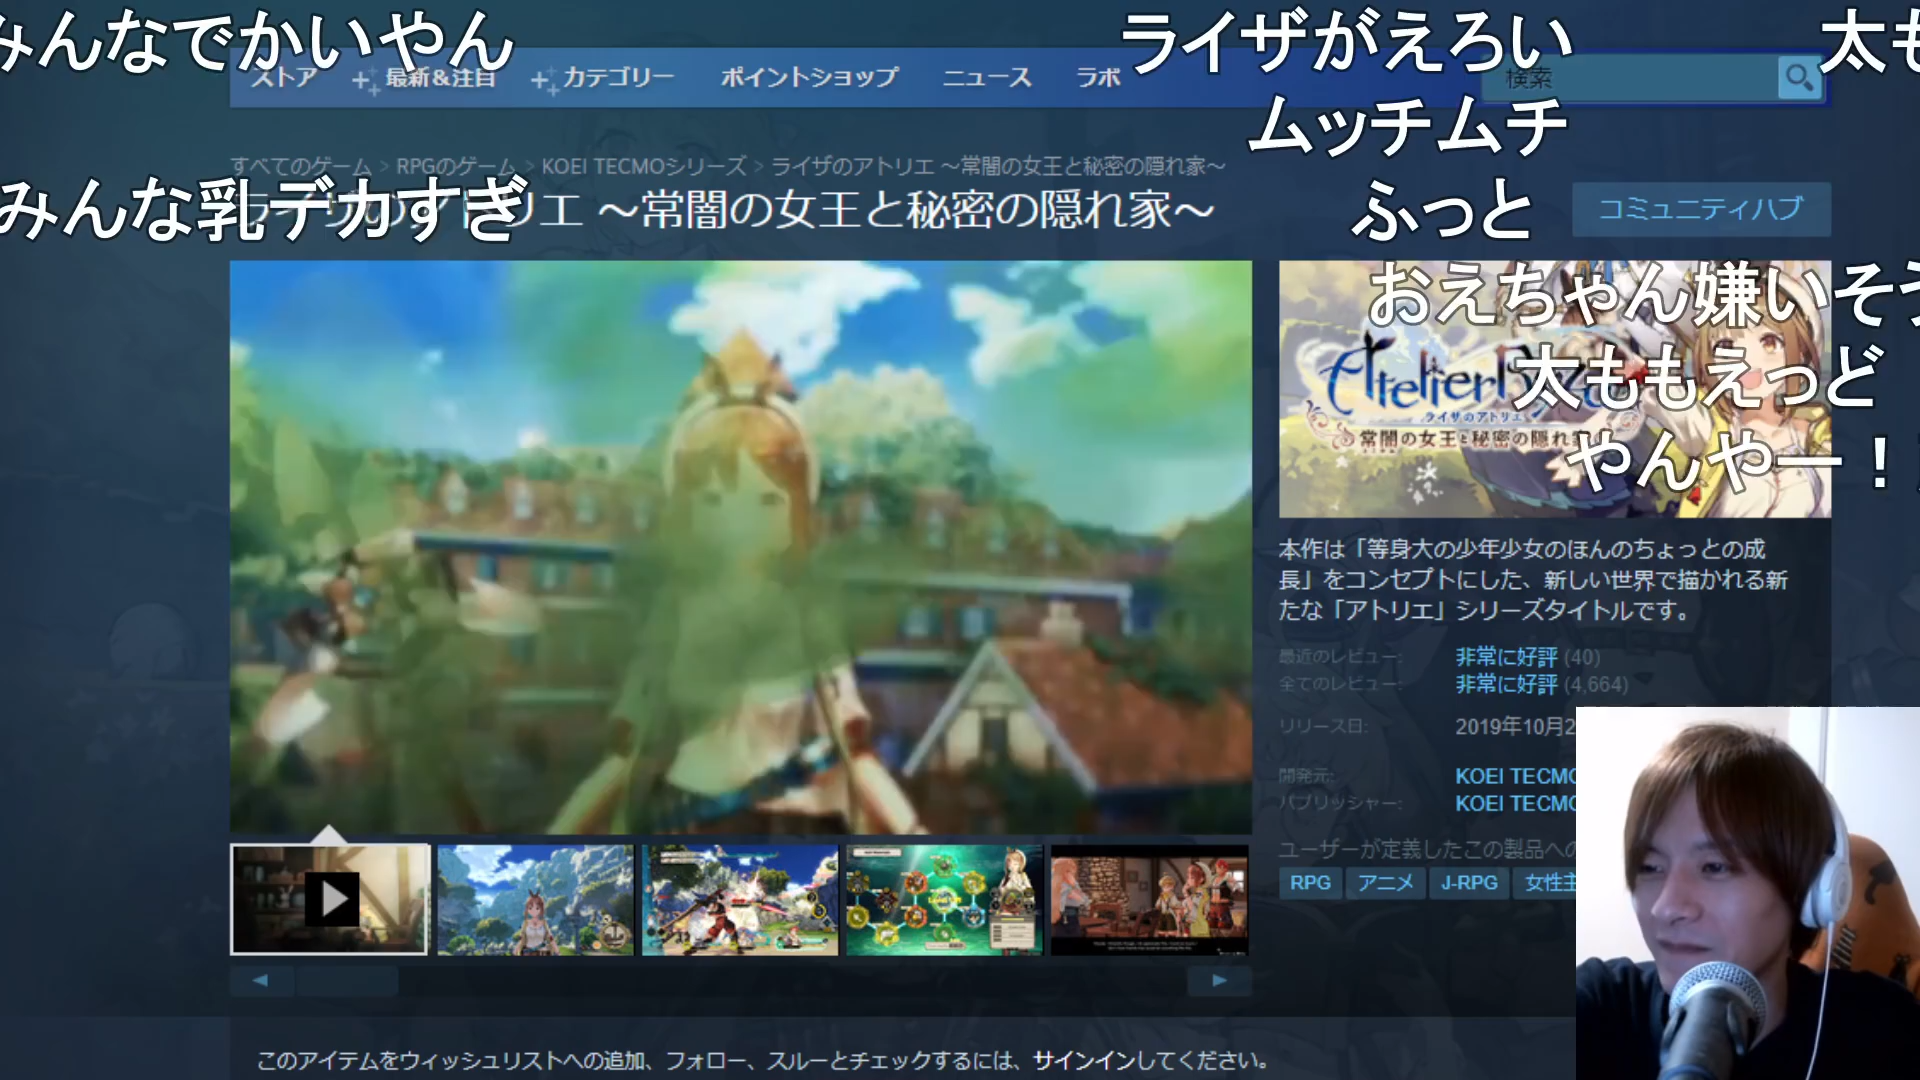 みんなでかいやん
ライザがえろい
太も
ストア
最新&注目
カテゴリー
ポイントショップ
ニュース
ラボ
検索
ムッチムチ
すべてのゲーム > RPGのゲーム > KOEI TECMOシリーズ > ライザのアトリエ ～常闇の女王と秘密の隠れ家～
みんな乳デカすぎ
ライザのアトリエ ～常闇の女王と秘密の隠れ家～
ふっと
コミュニティハブ
おえちゃん嫌いそう
太ももえっど
Atelier Ryza
ライザのアトリエ
常闇の女王と秘密の隠れ家
やんやー！
本作は「等身大の少年少女のほんのちょっとの成
長」をコンセプトにした、新しい世界で描かれる新
たな「アトリエ」シリーズタイトルです。
最近のレビュー: 非常に好評 (40)
全てのレビュー: 非常に好評 (4,664)
リリース日: 2019年10月2
開発元: KOEI TECMO
パブリッシャー: KOEI TECMO
ユーザーが定義したこの製品への
RPG アニメ J-RPG 女性主
このアイテムをウィッシュリストへの追加、フォロー、スルーとチェックするには、サインインしてください。